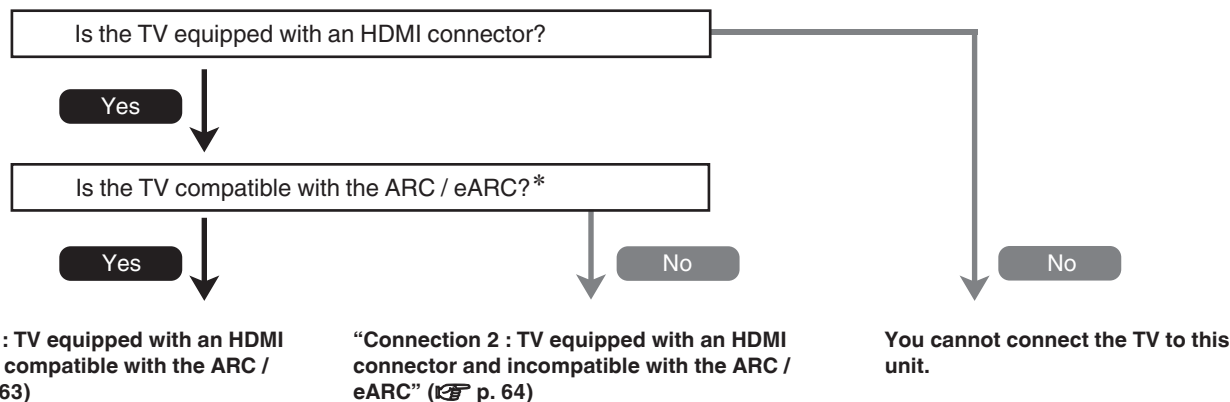 Is the TV equipped with an HDMI connector?
Yes
Is the TV compatible with the ARC / eARC?*
Yes
No
No
: TV equipped with an HDMI
compatible with the ARC /
63)
“Connection 2 : TV equipped with an HDMI
connector and incompatible with the ARC /
eARC” (☞ p. 64)
You cannot connect the TV to this
unit.